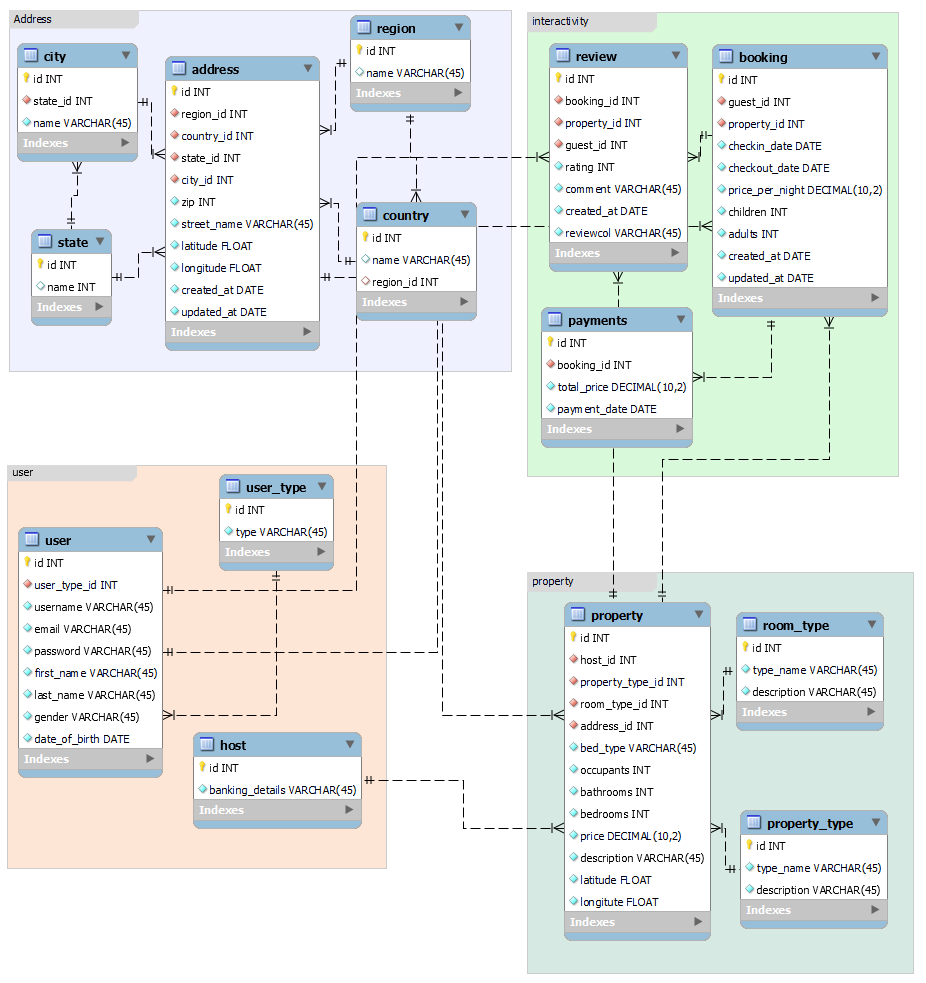 Address
city
id INT
state_id INT
name VARCHAR(45)
Indexes
address
id INT
region_id INT
country_id INT
state_id INT
city_id INT
zip INT
street_name VARCHAR(45)
latitude FLOAT
longitude FLOAT
created_at DATE
updated_at DATE
Indexes
region
id INT
name VARCHAR(45)
Indexes
state
id INT
name INT
Indexes
country
id INT
name VARCHAR(45)
region_id INT
Indexes
interactivity
review
id INT
booking_id INT
property_id INT
guest_id INT
rating INT
comment VARCHAR(45)
created_at DATE
reviewcol VARCHAR(45)
Indexes
booking
id INT
guest_id INT
property_id INT
checkin_date DATE
checkout_date DATE
price_per_night DECIMAL(10,2)
children INT
adults INT
created_at DATE
updated_at DATE
Indexes
payments
id INT
booking_id INT
total_price DECIMAL(10,2)
payment_date DATE
Indexes
user
user_type
id INT
type VARCHAR(45)
Indexes
user
id INT
user_type_id INT
username VARCHAR(45)
email VARCHAR(45)
password VARCHAR(45)
first_name VARCHAR(45)
last_name VARCHAR(45)
gender VARCHAR(45)
date_of_birth DATE
Indexes
host
id INT
banking_details VARCHAR(45)
Indexes
property
property
id INT
host_id INT
property_type_id INT
room_type_id INT
address_id INT
bed_type VARCHAR(45)
occupants INT
bathrooms INT
bedrooms INT
price DECIMAL(10,2)
description VARCHAR(45)
latitude FLOAT
longitute FLOAT
Indexes
room_type
id INT
type_name VARCHAR(45)
description VARCHAR(45)
Indexes
property_type
id INT
type_name VARCHAR(45)
description VARCHAR(45)
Indexes